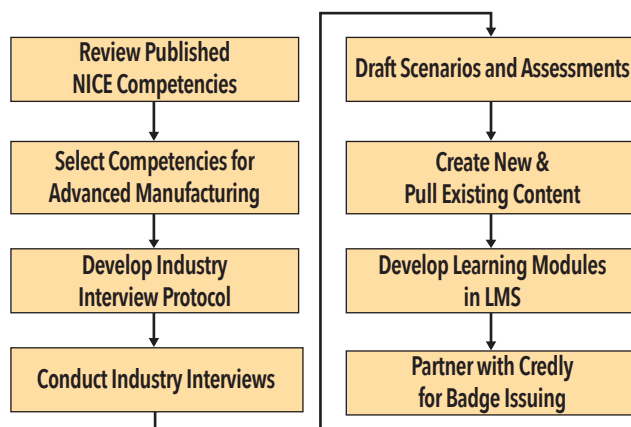 Review Published
NICE Competencies
Select Competencies for
Advanced Manufacturing
Develop Industry
Interview Protocol
Conduct Industry Interviews
Draft Scenarios and Assessments
Create New &
Pull Existing Content
Develop Learning Modules
in LMS
Partner with Credly
for Badge Issuing